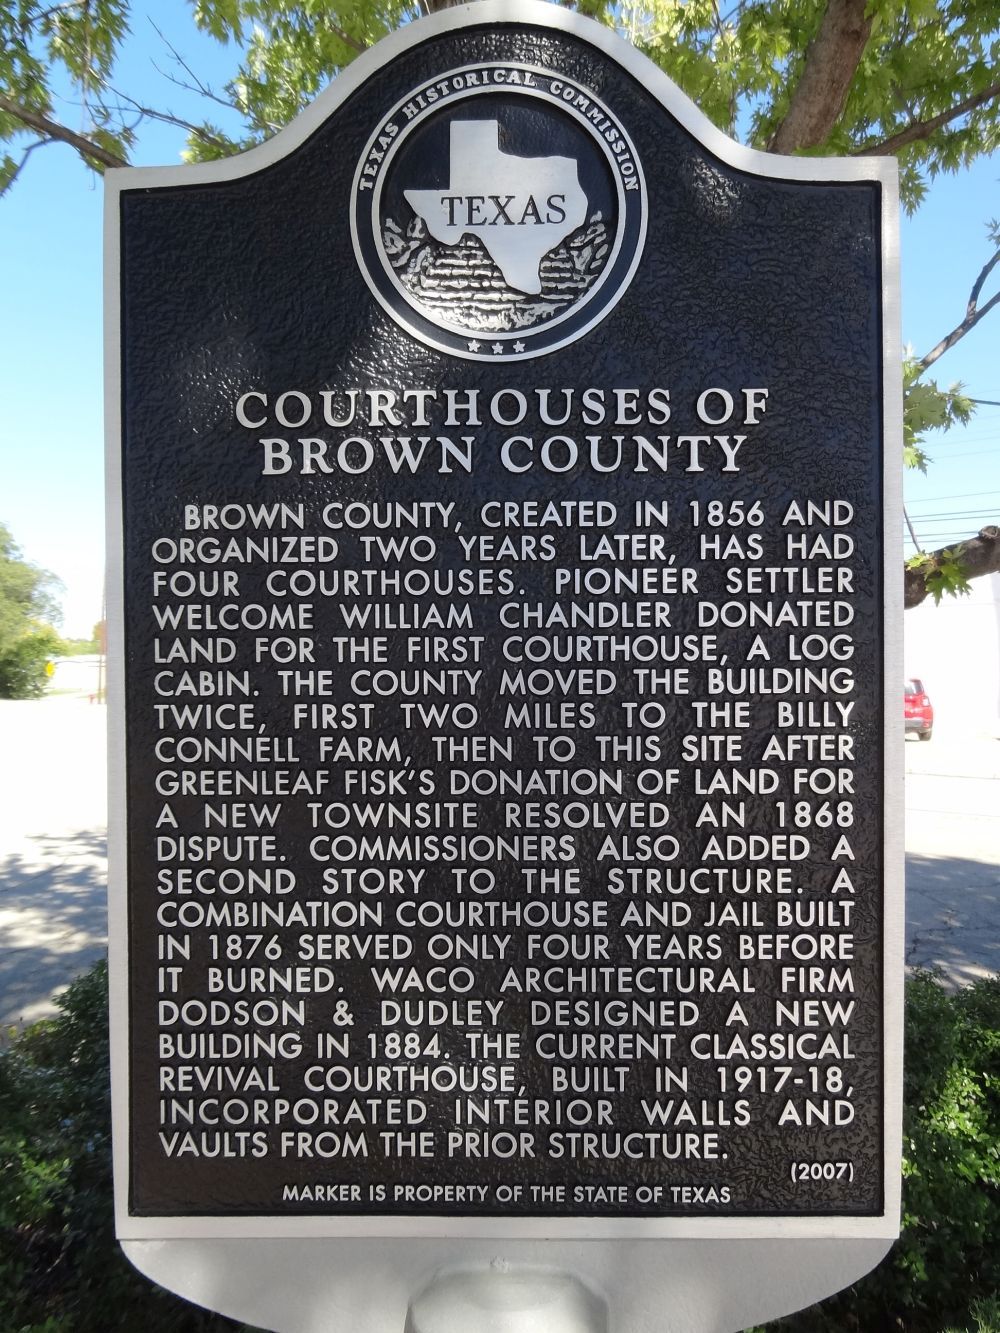 TEXAS HISTORICAL COMMISSION
TEXAS
COURTHOUSES OF
BROWN COUNTY
BROWN COUNTY, CREATED IN 1856 AND
ORGANIZED TWO YEARS LATER, HAS HAD
FOUR COURTHOUSES. PIONEER SETTLER
WELCOME WILLIAM CHANDLER DONATED
LAND FOR THE FIRST COURTHOUSE, A LOG
CABIN. THE COUNTY MOVED THE BUILDING
TWICE, FIRST TWO MILES TO THE BILLY
CONNELL FARM, THEN TO THIS SITE AFTER
GREENLEAF FISK'S DONATION OF LAND FOR
A NEW TOWNSITE RESOLVED AN 1868
DISPUTE. COMMISSIONERS ALSO ADDED A
SECOND STORY TO THE STRUCTURE. A
COMBINATION COURTHOUSE AND JAIL BUILT
IN 1876 SERVED ONLY FOUR YEARS BEFORE
IT BURNED. WACO ARCHITECTURAL FIRM
DODSON & DUDLEY DESIGNED A NEW
BUILDING IN 1884. THE CURRENT CLASSICAL
REVIVAL COURTHOUSE, BUILT IN 1917-18,
INCORPORATED INTERIOR WALLS AND
VAULTS FROM THE PRIOR STRUCTURE.
(2007)
MARKER IS PROPERTY OF THE STATE OF TEXAS